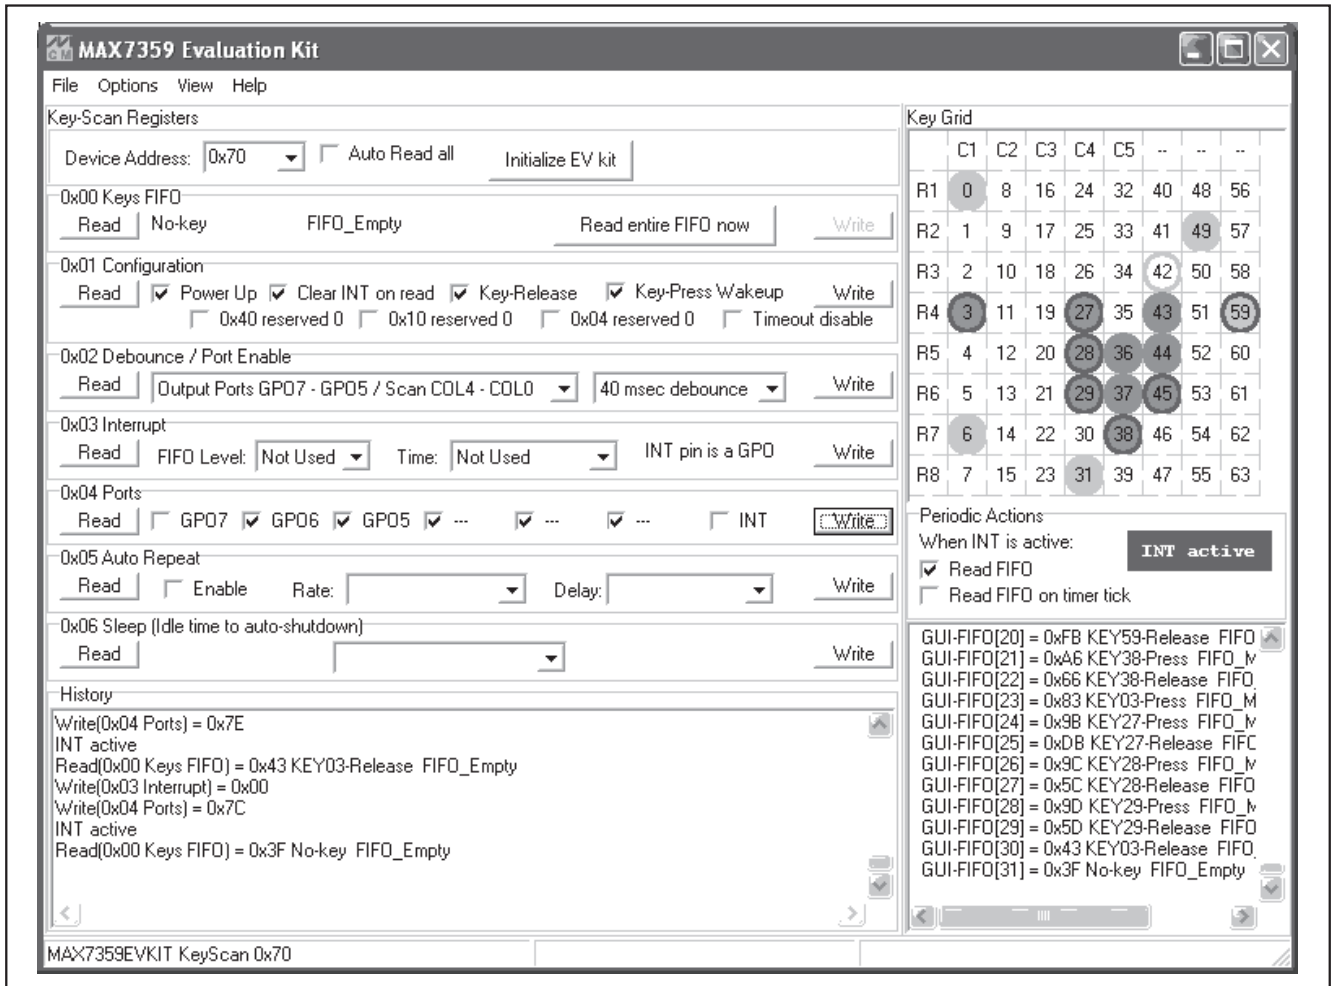 MAX7359 Evaluation Kit
File Options View Help
Key-Scan Registers
Device Address: 0x70 Auto Read all Initialize EV kit
0x00 Keys FIFO
Read No-key FIFO_Empty Read entire FIFO now Write
0x01 Configuration
Read Power Up Clear INT on read Key-Release Key-Press Wakeup Write
0x40 reserved 0 0x10 reserved 0 0x04 reserved 0 Timeout disable
0x02 Debounce / Port Enable
Read Output Ports GPO7 - GPO5 / Scan COL4 - COL0 40 msec debounce Write
0x03 Interrupt
Read FIFO Level: Not Used Time: Not Used INT pin is a GPO Write
0x04 Ports
Read GPO7 GPO6 GPO5 --- --- --- INT Write
0x05 Auto Repeat
Read Enable Rate: Delay: Write
0x06 Sleep (Idle time to auto-shutdown)
Read Write
History
Write(0x04 Ports) = 0x7E
INT active
Read(0x00 Keys FIFO) = 0x43 KEY03-Release FIFO_Empty
Write(0x03 Interrupt) = 0x00
Write(0x04 Ports) = 0x7C
INT active
Read(0x00 Keys FIFO) = 0x3F No-key FIFO_Empty
Key Grid
C1 C2 C3 C4 C5 -- -- --
R1 0 8 16 24 32 40 48 56
R2 1 9 17 25 33 41 49 57
R3 2 10 18 26 34 42 50 58
R4 3 11 19 27 35 43 51 59
R5 4 12 20 28 36 44 52 60
R6 5 13 21 29 37 45 53 61
R7 6 14 22 30 38 46 54 62
R8 7 15 23 31 39 47 55 63
Periodic Actions
When INT is active: INT active
Read FIFO
Read FIFO on timer tick
GUI-FIFO[20] = 0xFB KEY59-Release FIFO
GUI-FIFO[21] = 0xA6 KEY38-Press FIFO_M
GUI-FIFO[22] = 0x66 KEY38-Release FIFO_
GUI-FIFO[23] = 0x83 KEY03-Press FIFO_M
GUI-FIFO[24] = 0x9B KEY27-Press FIFO_M
GUI-FIFO[25] = 0xDB KEY27-Release FIFO
GUI-FIFO[26] = 0x9C KEY28-Press FIFO_M
GUI-FIFO[27] = 0x5C KEY28-Release FIFO
GUI-FIFO[28] = 0x9D KEY29-Press FIFO_M
GUI-FIFO[29] = 0x5D KEY29-Release FIFO
GUI-FIFO[30] = 0x43 KEY03-Release FIFO_
GUI-FIFO[31] = 0x3F No-key FIFO_Empty
MAX7359EVKIT KeyScan 0x70